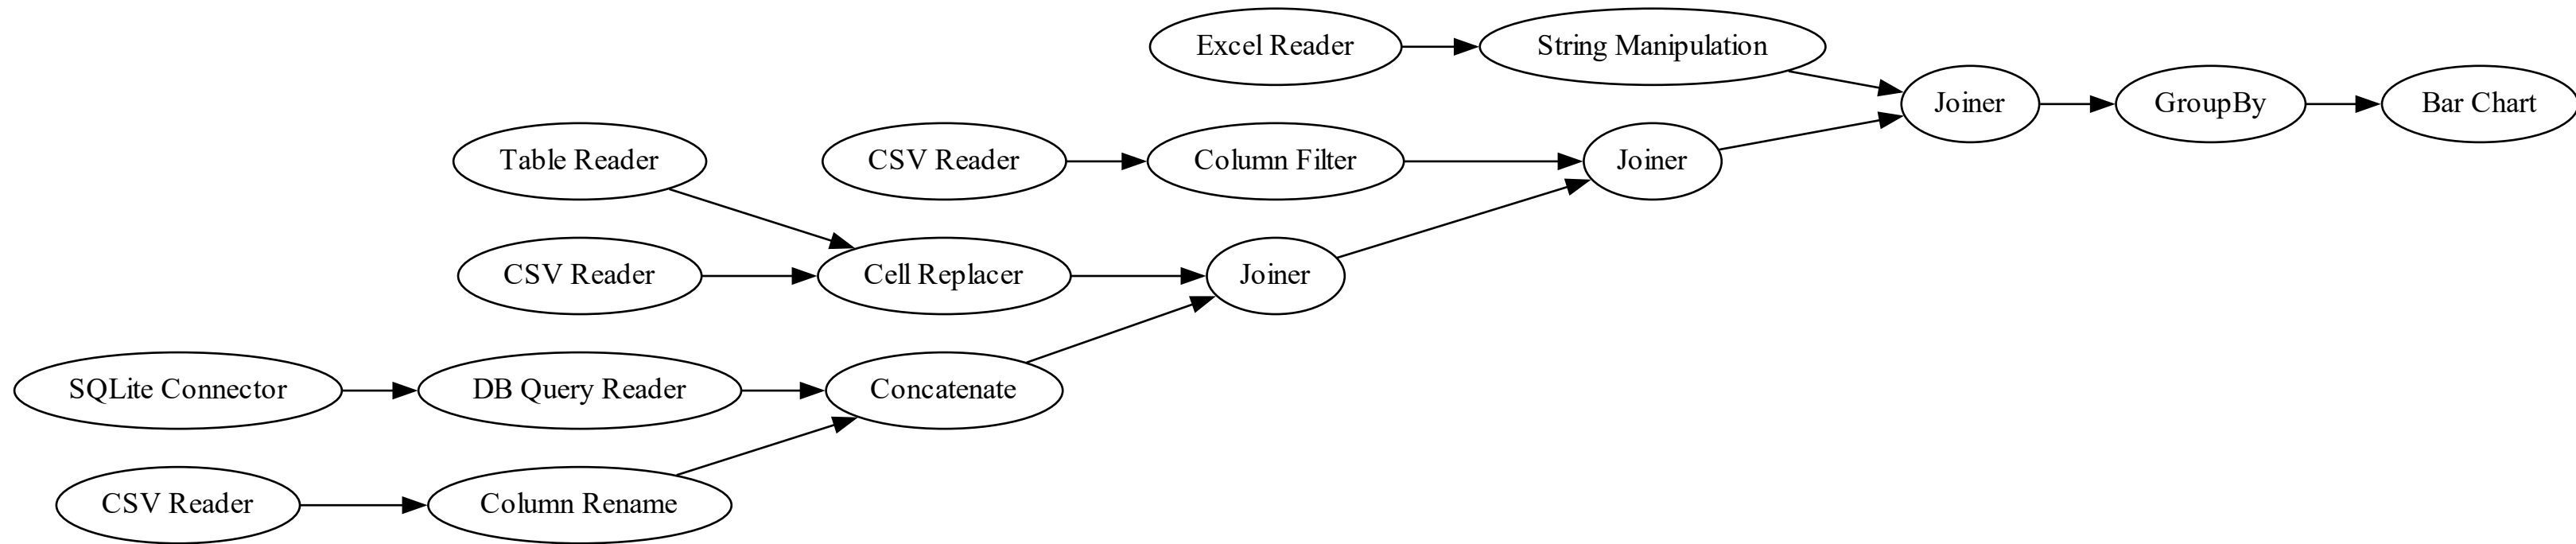 Excel Reader
String Manipulation
Joiner
GroupBy
Bar Chart
Table Reader
CSV Reader
Column Filter
Joiner
CSV Reader
Cell Replacer
Joiner
SQLite Connector
DB Query Reader
Concatenate
CSV Reader
Column Rename